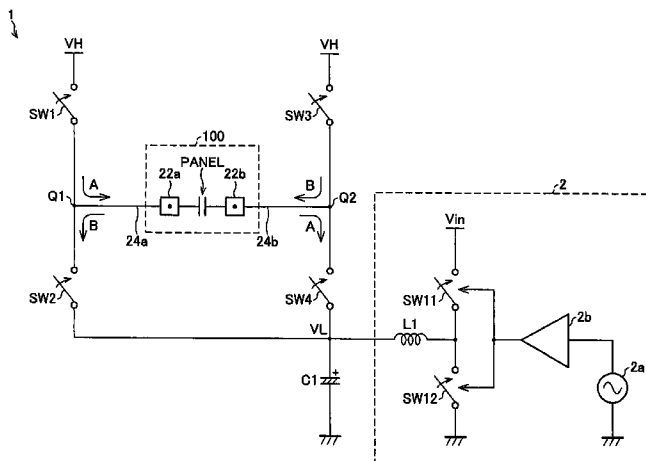 1
VH
VH
SW1
SW3
100
PANEL
22a
22b
A
B
2
Q1
Q2
B
A
24a
24b
Vin
SW11
2b
SW2
SW4
VL
L1
2a
C1
+
SW12